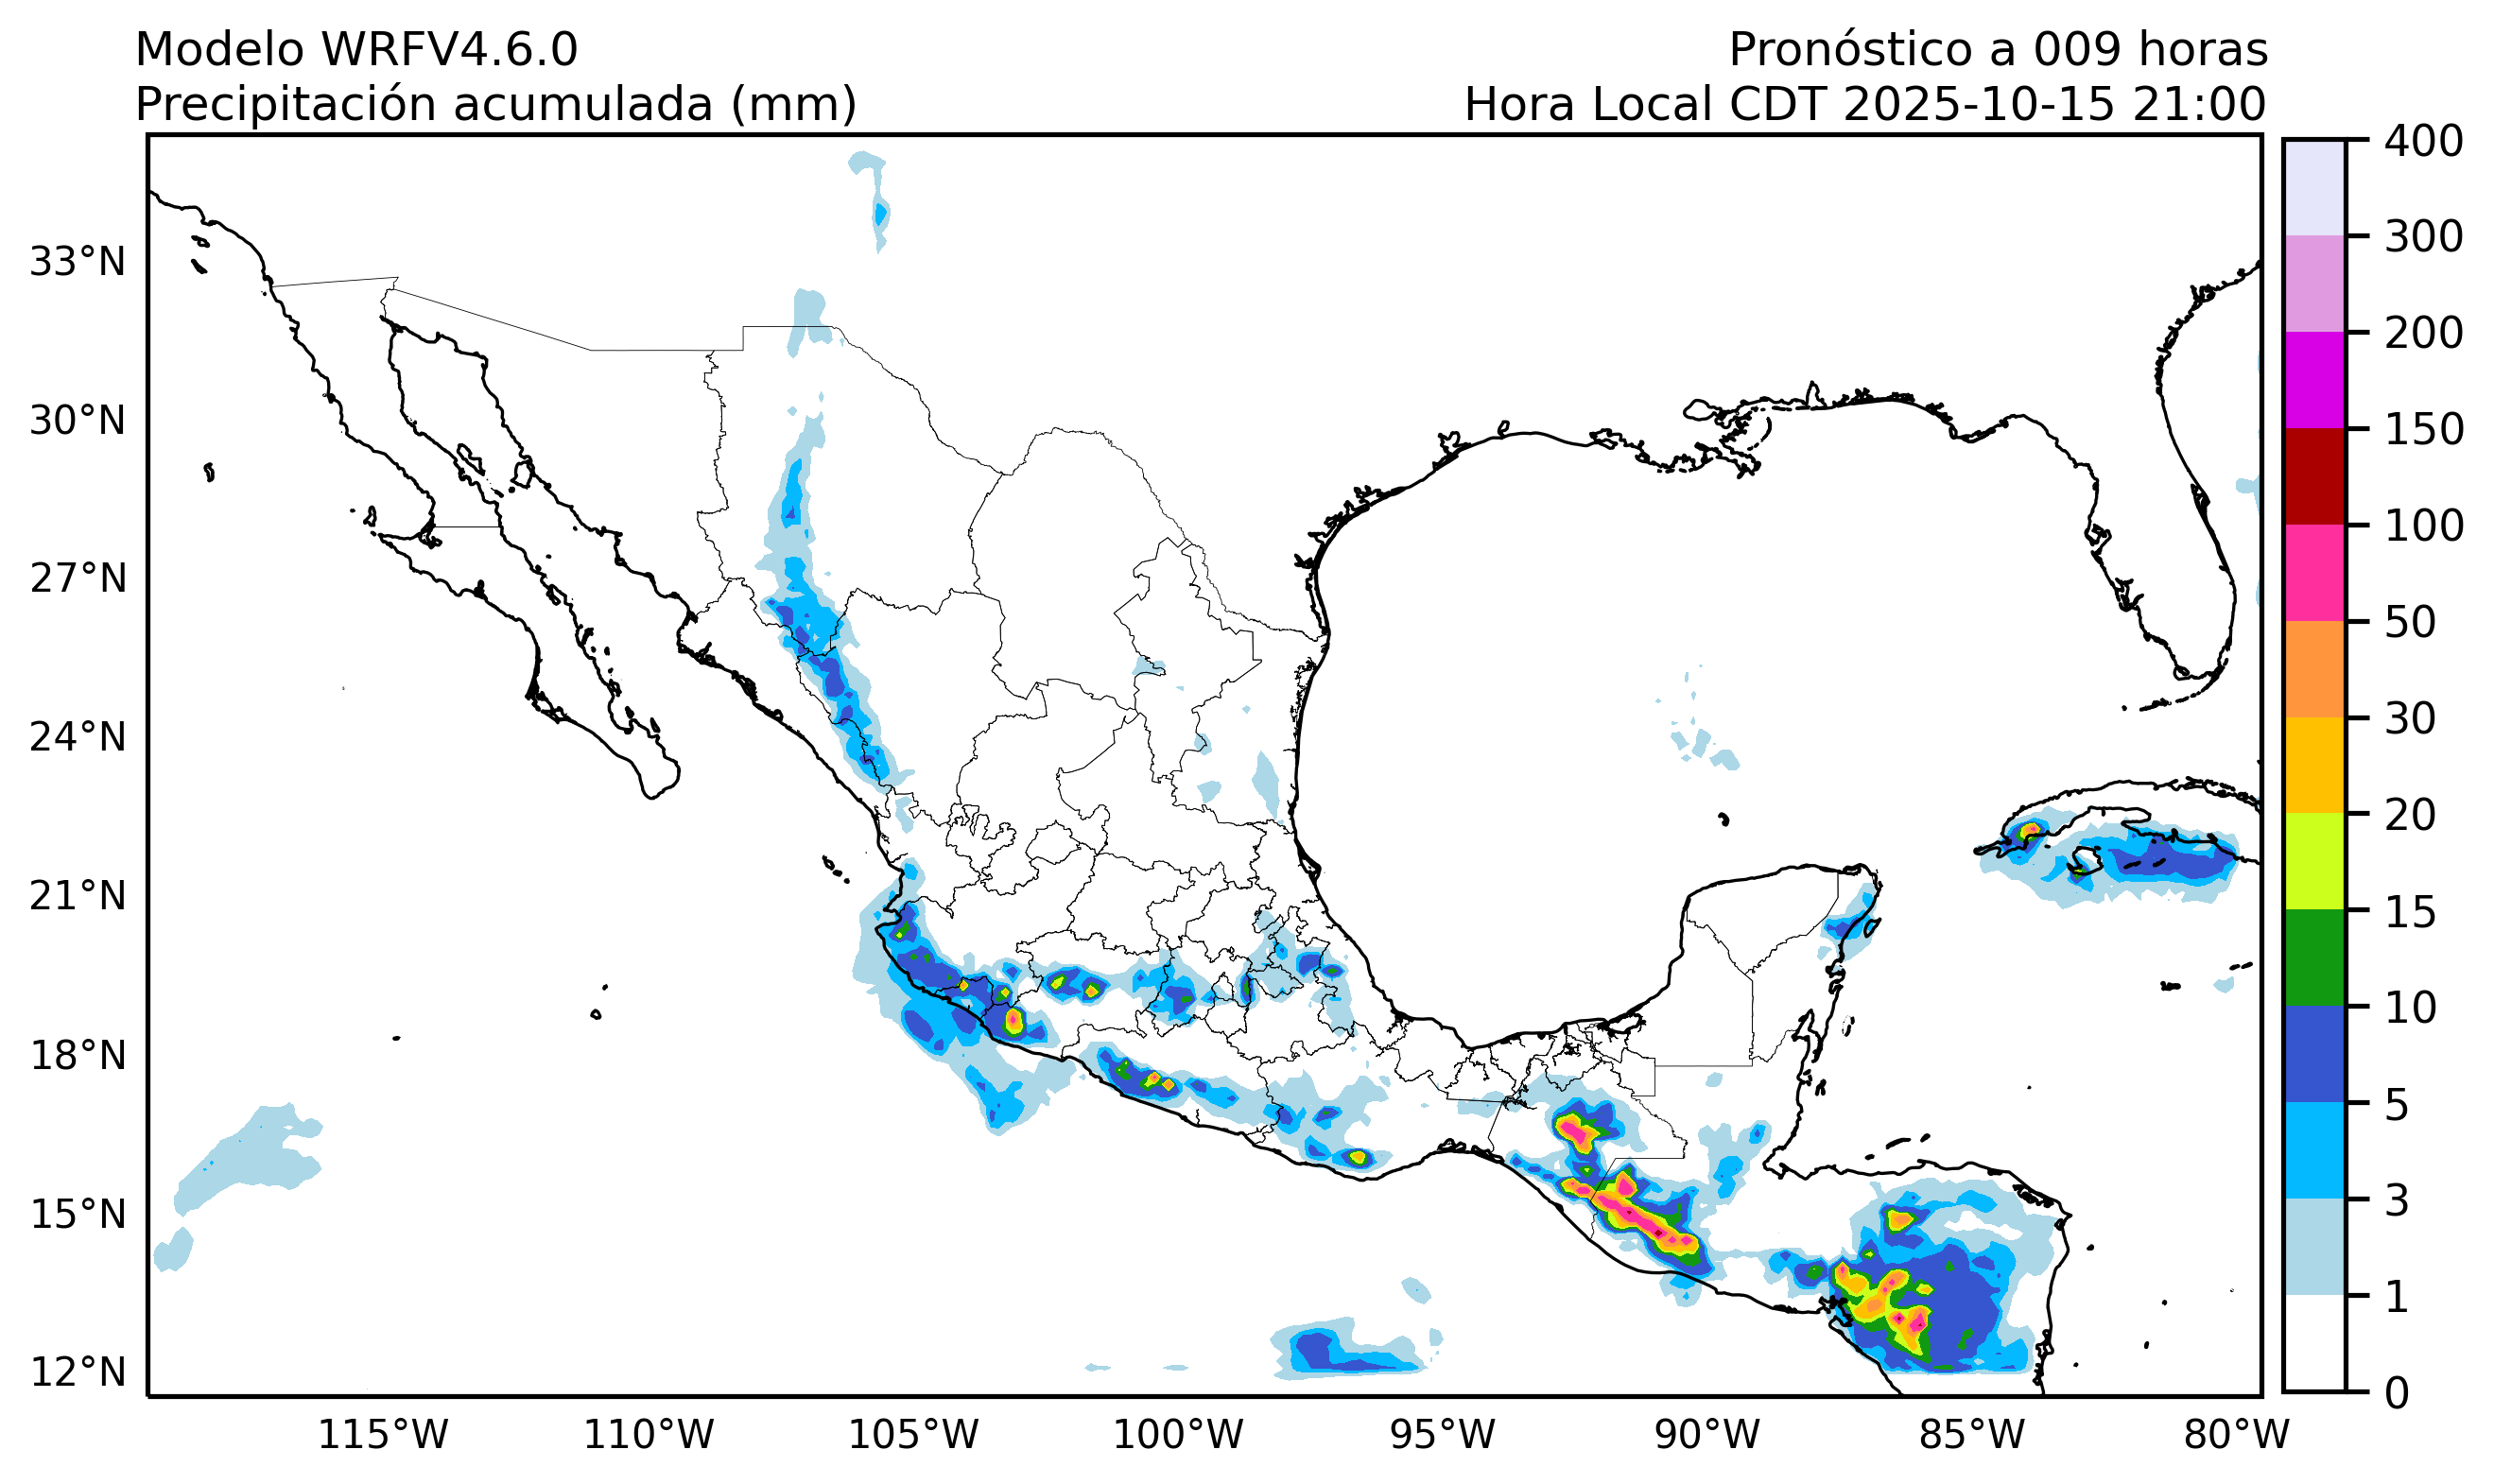 Modelo WRFV4.6.0
Pronóstico a 009 horas
Precipitación acumulada (mm)
Hora Local CDT 2025-10-15 21:00
33°N
30°N
27°N
24°N
21°N
18°N
15°N
12°N
115°W
110°W
105°W
100°W
95°W
90°W
85°W
80°W
400
300
200
150
100
50
30
20
15
10
5
3
1
0